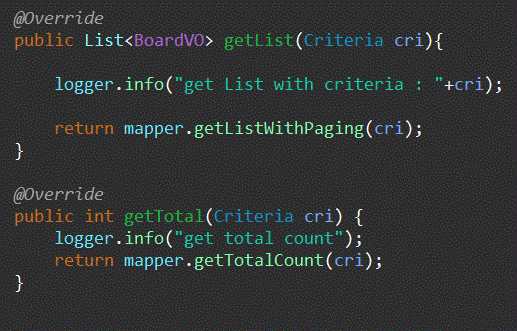 @Override
public List<BoardVO> getList(Criteria cri){
logger.info("get List with criteria : "+cri);
return mapper.getListWithPaging(cri);
}
@Override
public int getTotal(Criteria cri) {
logger.info("get total count");
return mapper.getTotalCount(cri);
}